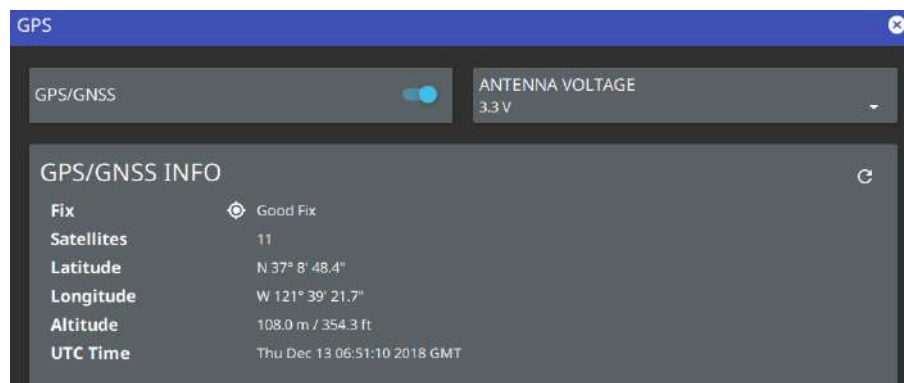 GPS
GPS/GNSS
ANTENNA VOLTAGE
3.3 V
GPS/GNSS INFO
Fix Good Fix
Satellites 11
Latitude N 37° 8' 48.4"
Longitude W 121° 39' 21.7"
Altitude 108.0 m / 354.3 ft
UTC Time Thu Dec 13 06:51:10 2018 GMT